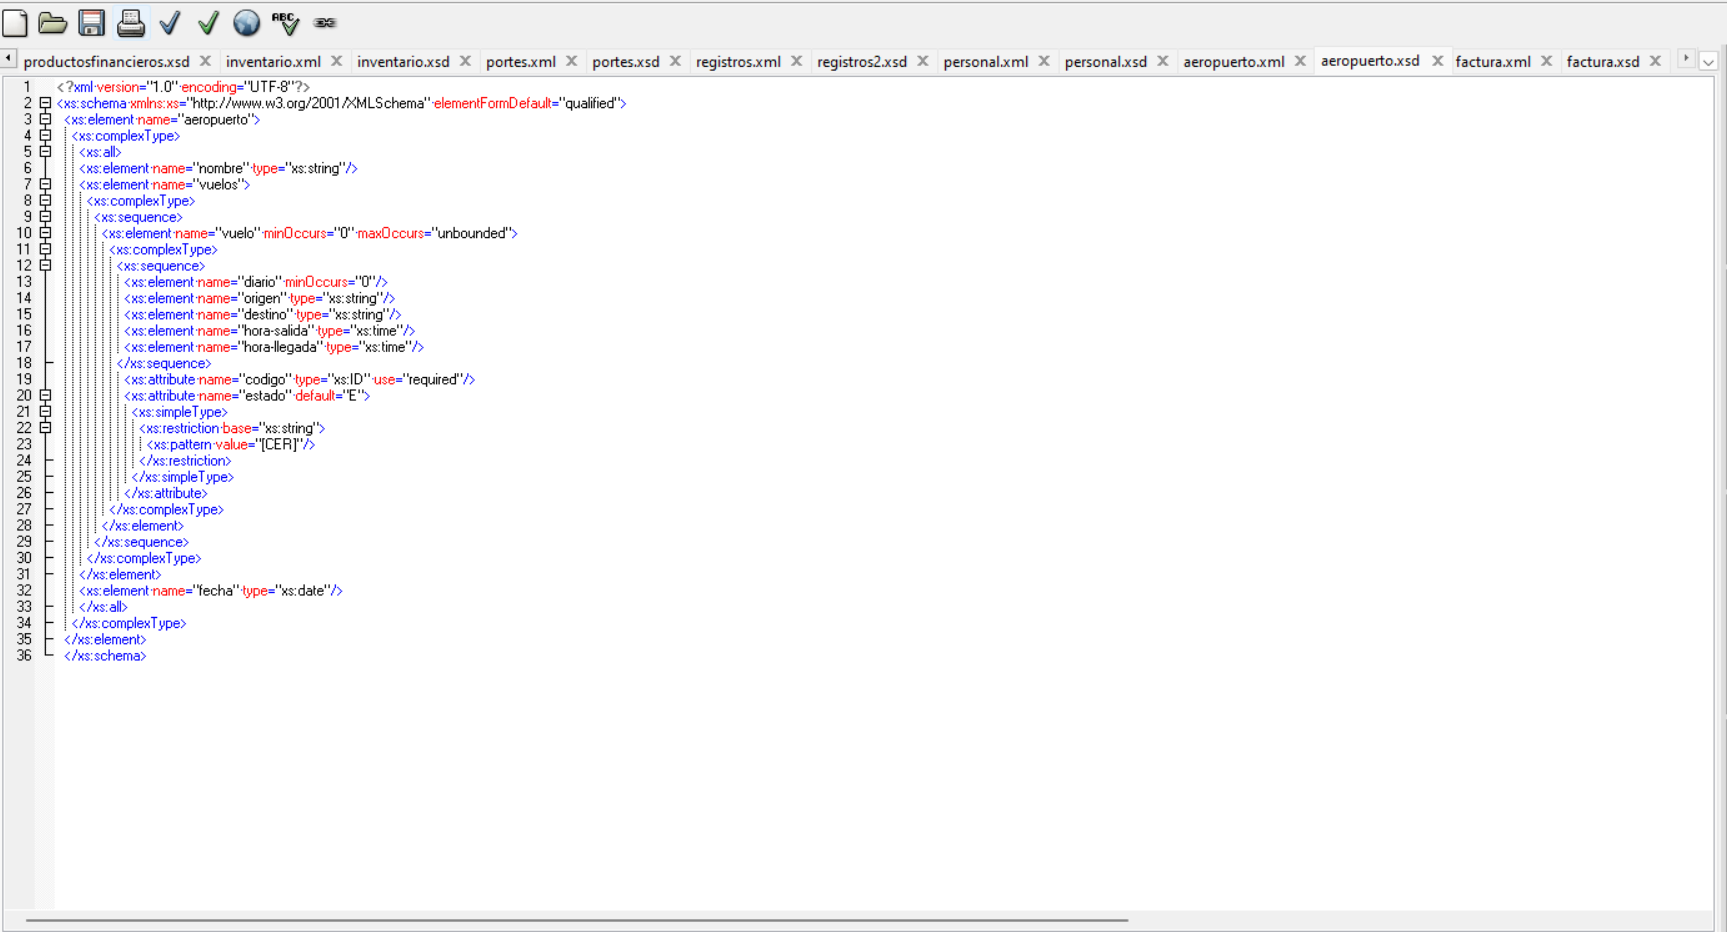 ABC
productosfinancieros.xsd inventario.xml inventario.xsd portes.xml portes.xsd registros.xml registros2.xsd personal.xml personal.xsd aeropuerto.xml aeropuerto.xsd factura.xml factura.xsd
1 <?xml version="1.0" encoding="UTF-8"?>
2 <xs:schema xmlns:xs="http://www.w3.org/2001/XMLSchema" elementFormDefault="qualified">
3 <xs:element name="aeropuerto">
4 <xs:complexType>
5 <xs:all>
6 <xs:element name="nombre" type="xs:string"/>
7 <xs:element name="vuelos">
8 <xs:complexType>
9 <xs:sequence>
10 <xs:element name="vuelo" minOccurs="0" maxOccurs="unbounded">
11 <xs:complexType>
12 <xs:sequence>
13 <xs:element name="diario" minOccurs="0"/>
14 <xs:element name="origen" type="xs:string"/>
15 <xs:element name="destino" type="xs:string"/>
16 <xs:element name="hora-salida" type="xs:time"/>
17 <xs:element name="hora-llegada" type="xs:time"/>
18 </xs:sequence>
19 <xs:attribute name="codigo" type="xs:ID" use="required"/>
20 <xs:attribute name="estado" default="E">
21 <xs:simpleType>
22 <xs:restriction base="xs:string">
23 <xs:pattern value="[CER]"/>
24 </xs:restriction>
25 </xs:simpleType>
26 </xs:attribute>
27 </xs:complexType>
28 </xs:element>
29 </xs:sequence>
30 </xs:complexType>
31 </xs:element>
32 <xs:element name="fecha" type="xs:date"/>
33 </xs:all>
34 </xs:complexType>
35 </xs:element>
36 </xs:schema>